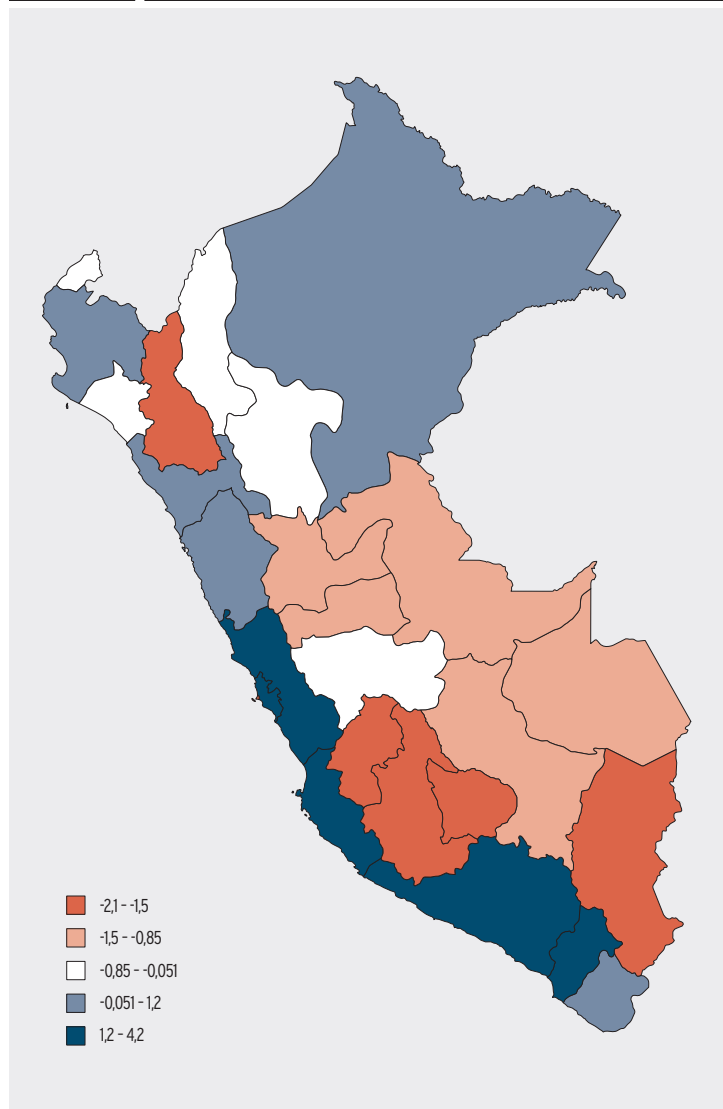 -2,1 – -1,5
-1,5 – -0,85
-0,85 – -0,051
-0,051 – 1,2
1,2 – 4,2